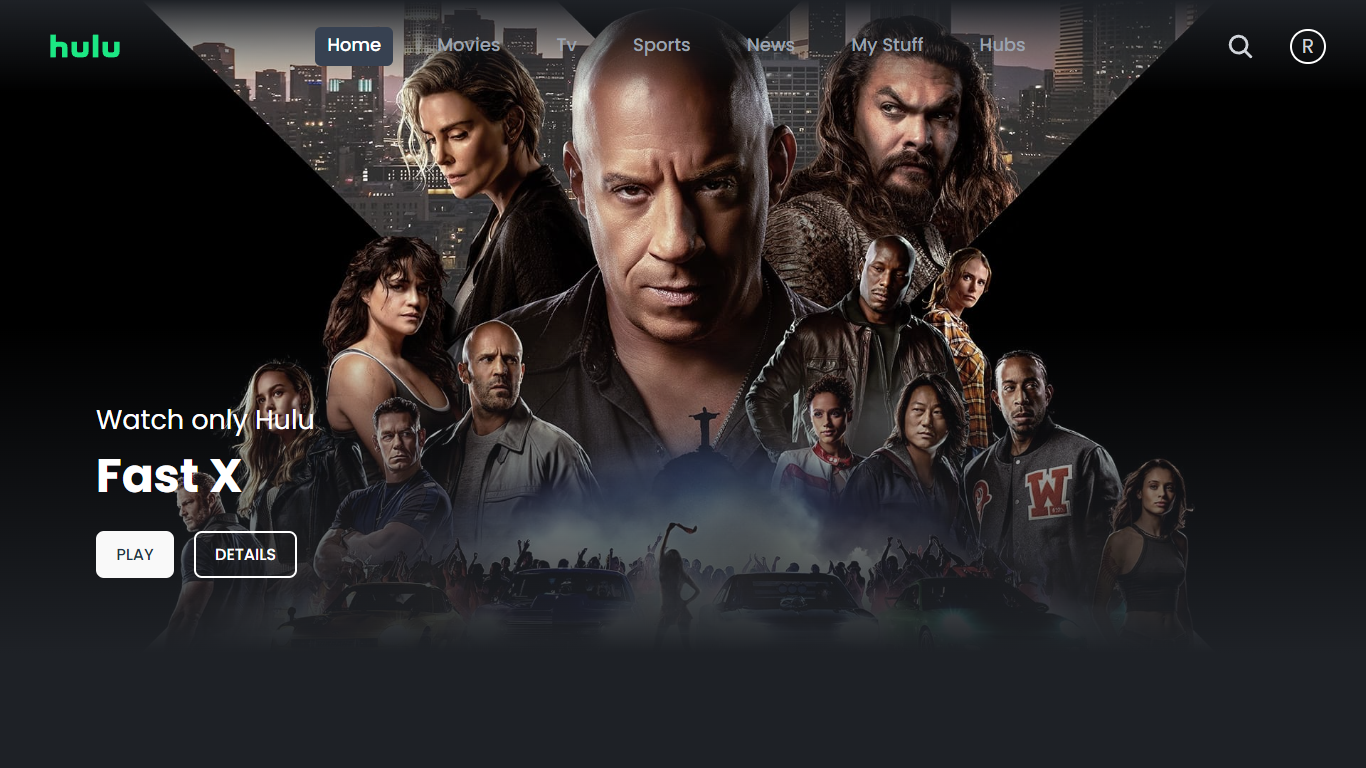 hulu
Home Movies Tv Sports News My Stuff Hubs
R
Watch only Hulu
Fast X
PLAY DETAILS
W